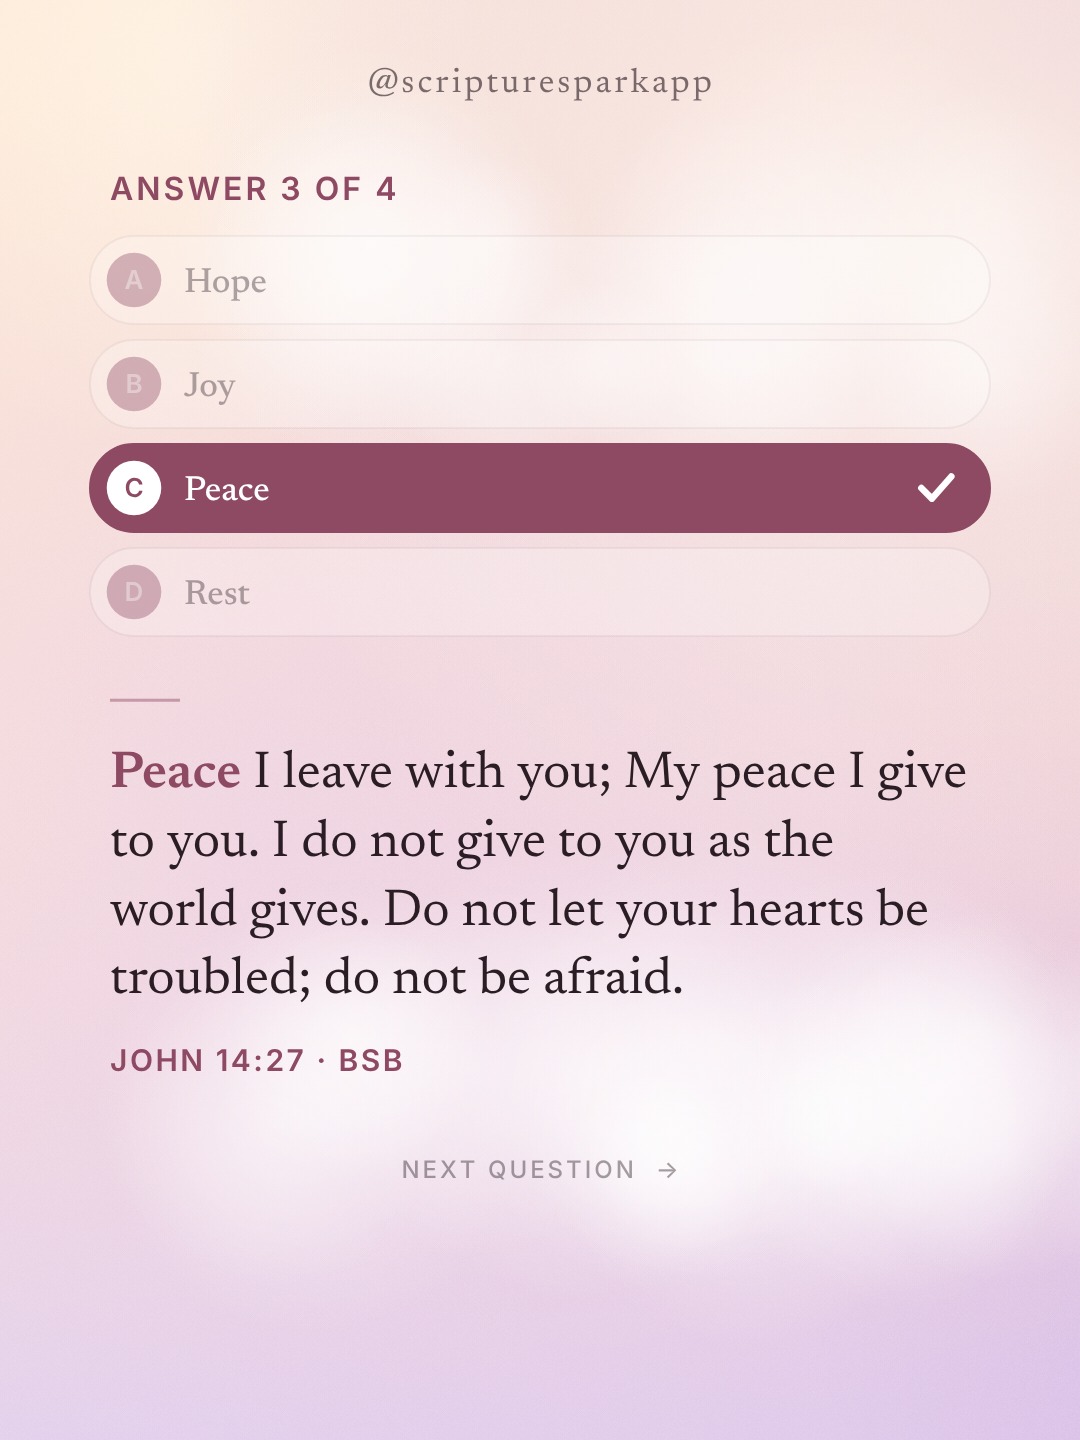 @scripturesparkapp
ANSWER 3 OF 4
A Hope
B Joy
C Peace
D Rest
Peace I leave with you; My peace I give
to you. I do not give to you as the
world gives. Do not let your hearts be
troubled; do not be afraid.
JOHN 14:27 · BSB
NEXT QUESTION →